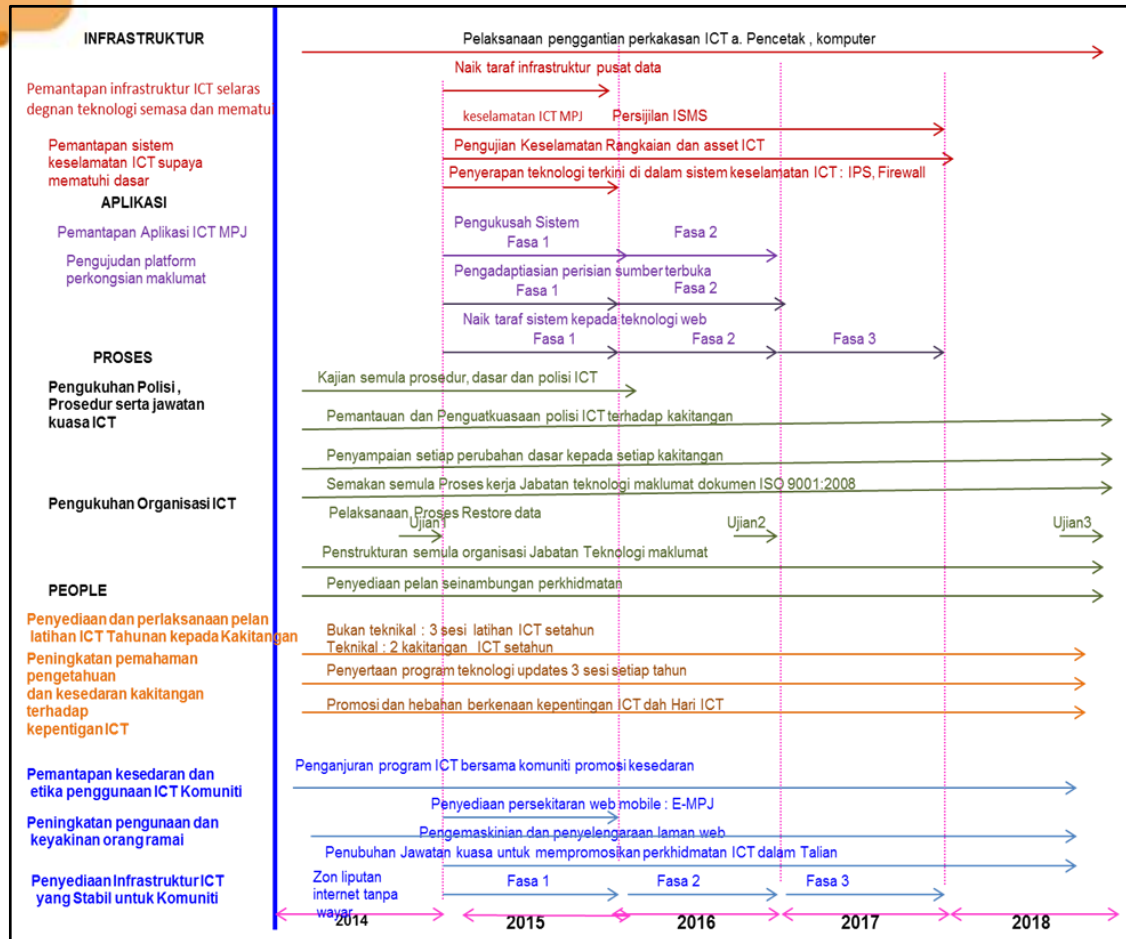 INFRASTRUKTUR
Pelaksanaan penggantian perkakasan ICT a. Pencetak , komputer
Naik taraf infrastruktur pusat data
Pemantapan infrastruktur ICT selaras
degnan teknologi semasa dan mematu
keselamatan ICT MPJ Persijilan ISMS
Pemantapan sistem
keselamatan ICT supaya
mematuhi dasar
Pengujian Keselamatan Rangkaian dan asset ICT
Penyerapan teknologi terkini di dalam sistem keselamatan ICT : IPS, Firewall
APLIKASI
Pemantapan Aplikasi ICT MPJ
Pengukusah Sistem
Fasa 1 Fasa 2
Pengujudan platform
perkongsian maklumat
Pengadaptiasian perisian sumber terbuka
Fasa 1 Fasa 2
Naik taraf sistem kepada teknologi web
Fasa 1 Fasa 2 Fasa 3
PROSES
Pengukuhan Polisi ,
Prosedur serta jawatan
kuasa ICT
Kajian semula prosedur, dasar dan polisi ICT
Pemantauan dan Penguatkuasaan polisi ICT terhadap kakitangan
Penyampaian setiap perubahan dasar kepada setiap kakitangan
Pengukuhan Organisasi ICT
Semakan semula Proses kerja Jabatan teknologi maklumat dokumen ISO 9001:2008
Pelaksanaan Proses Restore data
Ujian1 Ujian2 Ujian3
Penstrukturan semula organisasi Jabatan Teknologi maklumat
Penyediaan pelan seinambungan perkhidmatan
PEOPLE
Penyediaan dan perlaksanaan pelan
latihan ICT Tahunan kepada Kakitangan
Bukan teknikal : 3 sesi latihan ICT setahun
Teknikal : 2 kakitangan ICT setahun
Peningkatan pemahaman
pengetahuan
dan kesedaran kakitangan
terhadap
kepentigan ICT
Penyertaan program teknologi updates 3 sesi setiap tahun
Promosi dan hebahan berkenaan kepentingan ICT dah Hari ICT
Pemantapan kesedaran dan
etika penggunaan ICT Komuniti
Penganjuran program ICT bersama komuniti promosi kesedaran
Peningkatan pengunaan dan
keyakinan orang ramai
Penyediaan persekitaran web mobile : E-MPJ
Pengemaskinian dan penyelengaraan laman web
Penubuhan Jawatan kuasa untuk mempromosikan perkhidmatan ICT dalam Talian
Penyediaan Infrastruktur ICT
yang Stabil untuk Komuniti
Zon liputan
internet tanpa
wayar
Fasa 1 Fasa 2 Fasa 3
2014 2015 2016 2017 2018